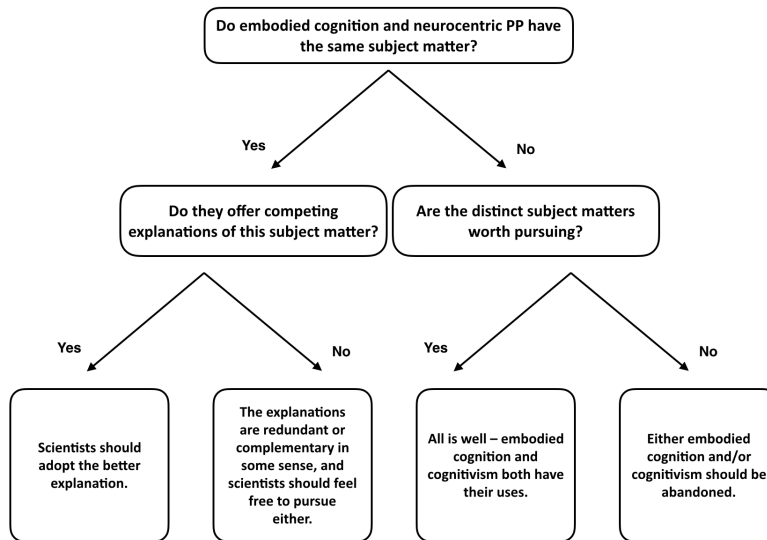 Do embodied cognition and neurocentric PP have
the same subject matter?
Yes
No
Do they offer competing
explanations of this subject matter?
Are the distinct subject matters
worth pursuing?
Yes
No
Yes
No
Scientists should
adopt the better
explanation.
The explanations
are redundant or
complementary in
some sense, and
scientists should feel
free to pursue
either.
All is well – embodied
cognition and
cognitivism both have
their uses.
Either embodied
cognition and/or
cognitivism should be
abandoned.